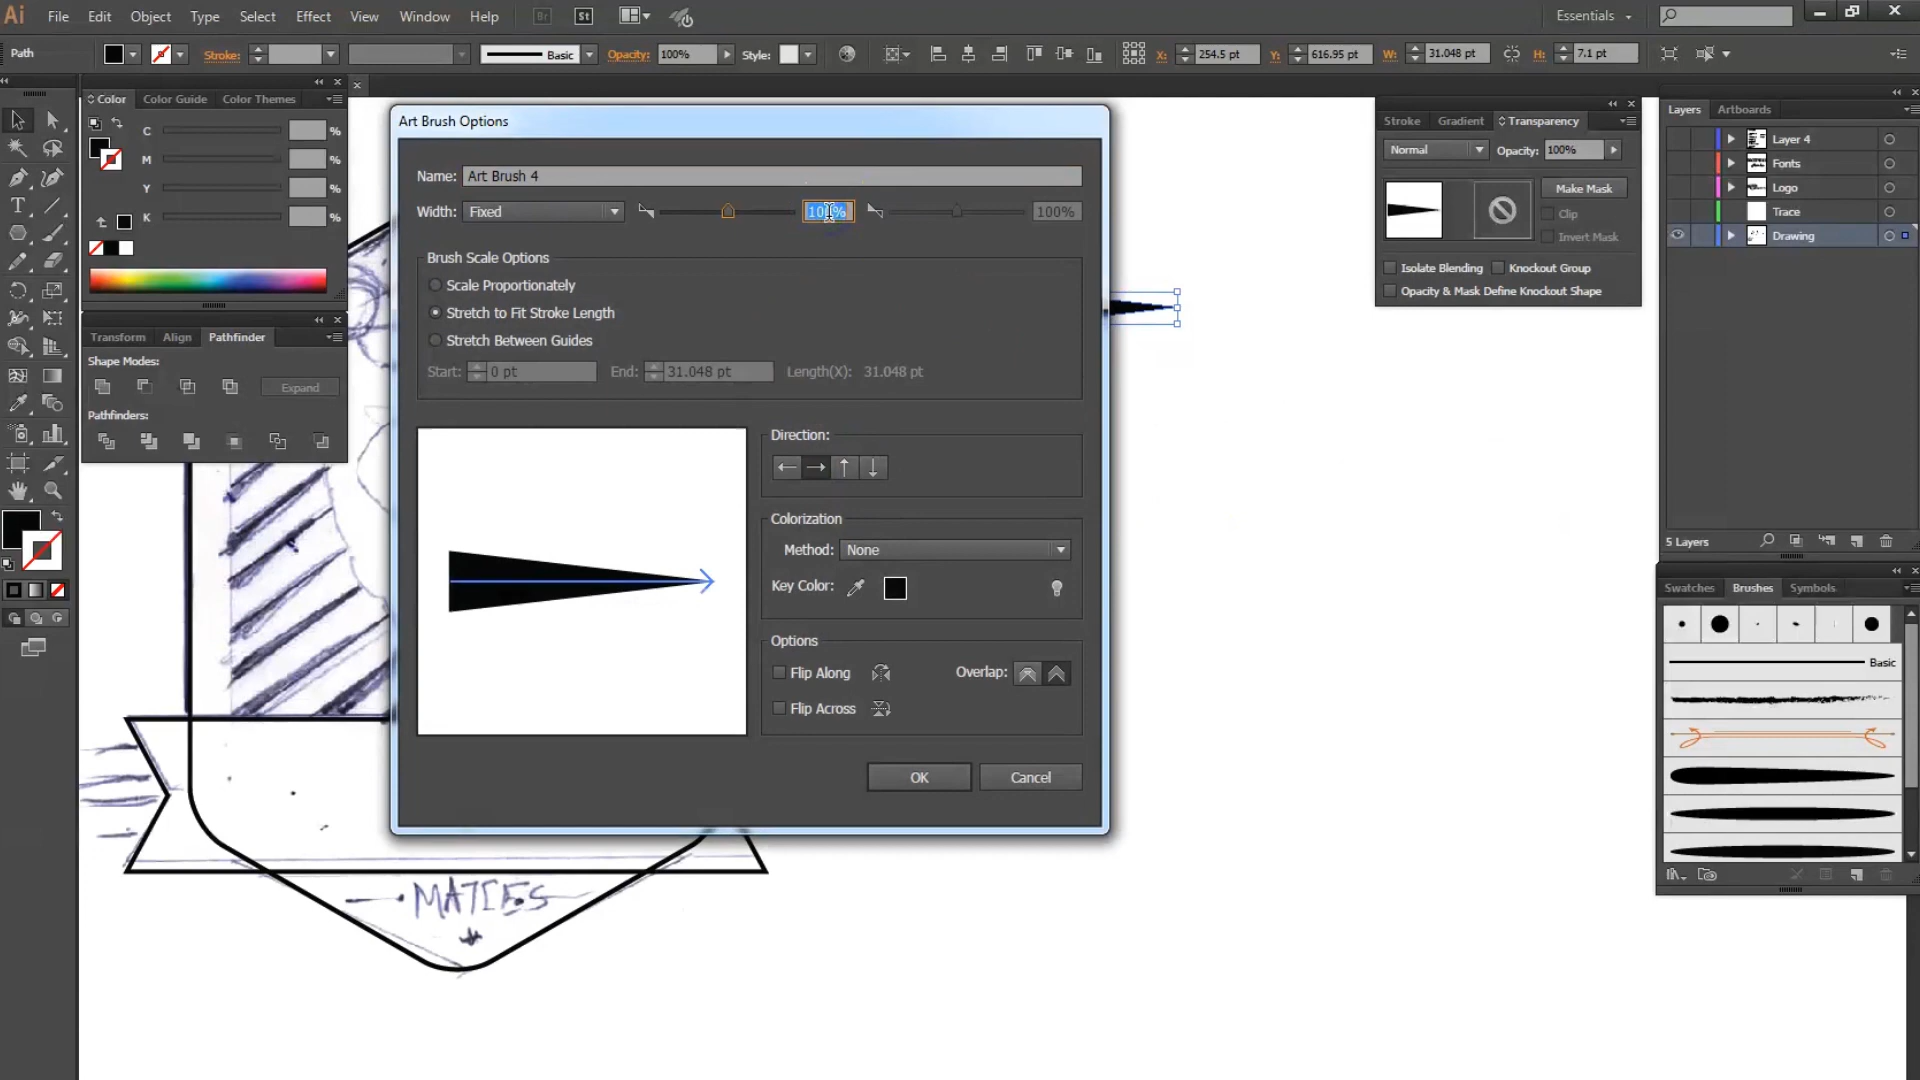 Ai File Edit Object Type Select Effect View Window Help Br St Essentials
Path Stroke: Basic Opacity: 100% Style: X: 254.5 pt Y: 616.95 pt W: 31.048 pt H: 7.1 pt
Color Color Guide Color Themes
C %
M %
Y %
K %
Transform Align Pathfinder
Shape Modes:
Expand
Pathfinders:
Art Brush Options
Name: Art Brush 4
Width: Fixed 100% 100%
Brush Scale Options
Scale Proportionately
Stretch to Fit Stroke Length
Stretch Between Guides
Start: 0 pt End: 31.048 pt Length(X): 31.048 pt
Direction:
Colorization
Method: None
Key Color:
Options
Flip Along Overlap:
Flip Across
OK Cancel
Stroke Gradient Transparency
Normal Opacity: 100%
Make Mask
Clip
Invert Mask
Isolate Blending Knockout Group
Opacity & Mask Define Knockout Shape
Layers Artboards
Layer 4
Fonts
Logo
Trace
Drawing
5 Layers
Swatches Brushes Symbols
Basic
MATIES